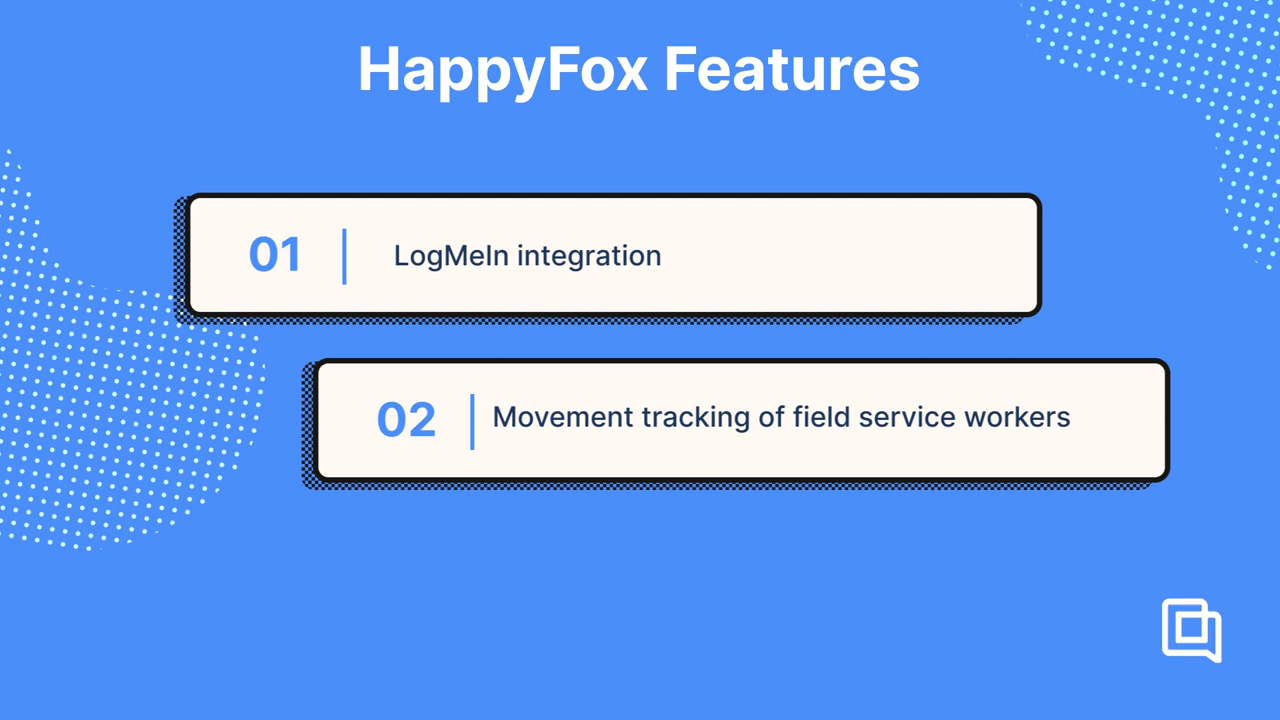 HappyFox Features
01
LogMeIn integration
02
Movement tracking of field service workers